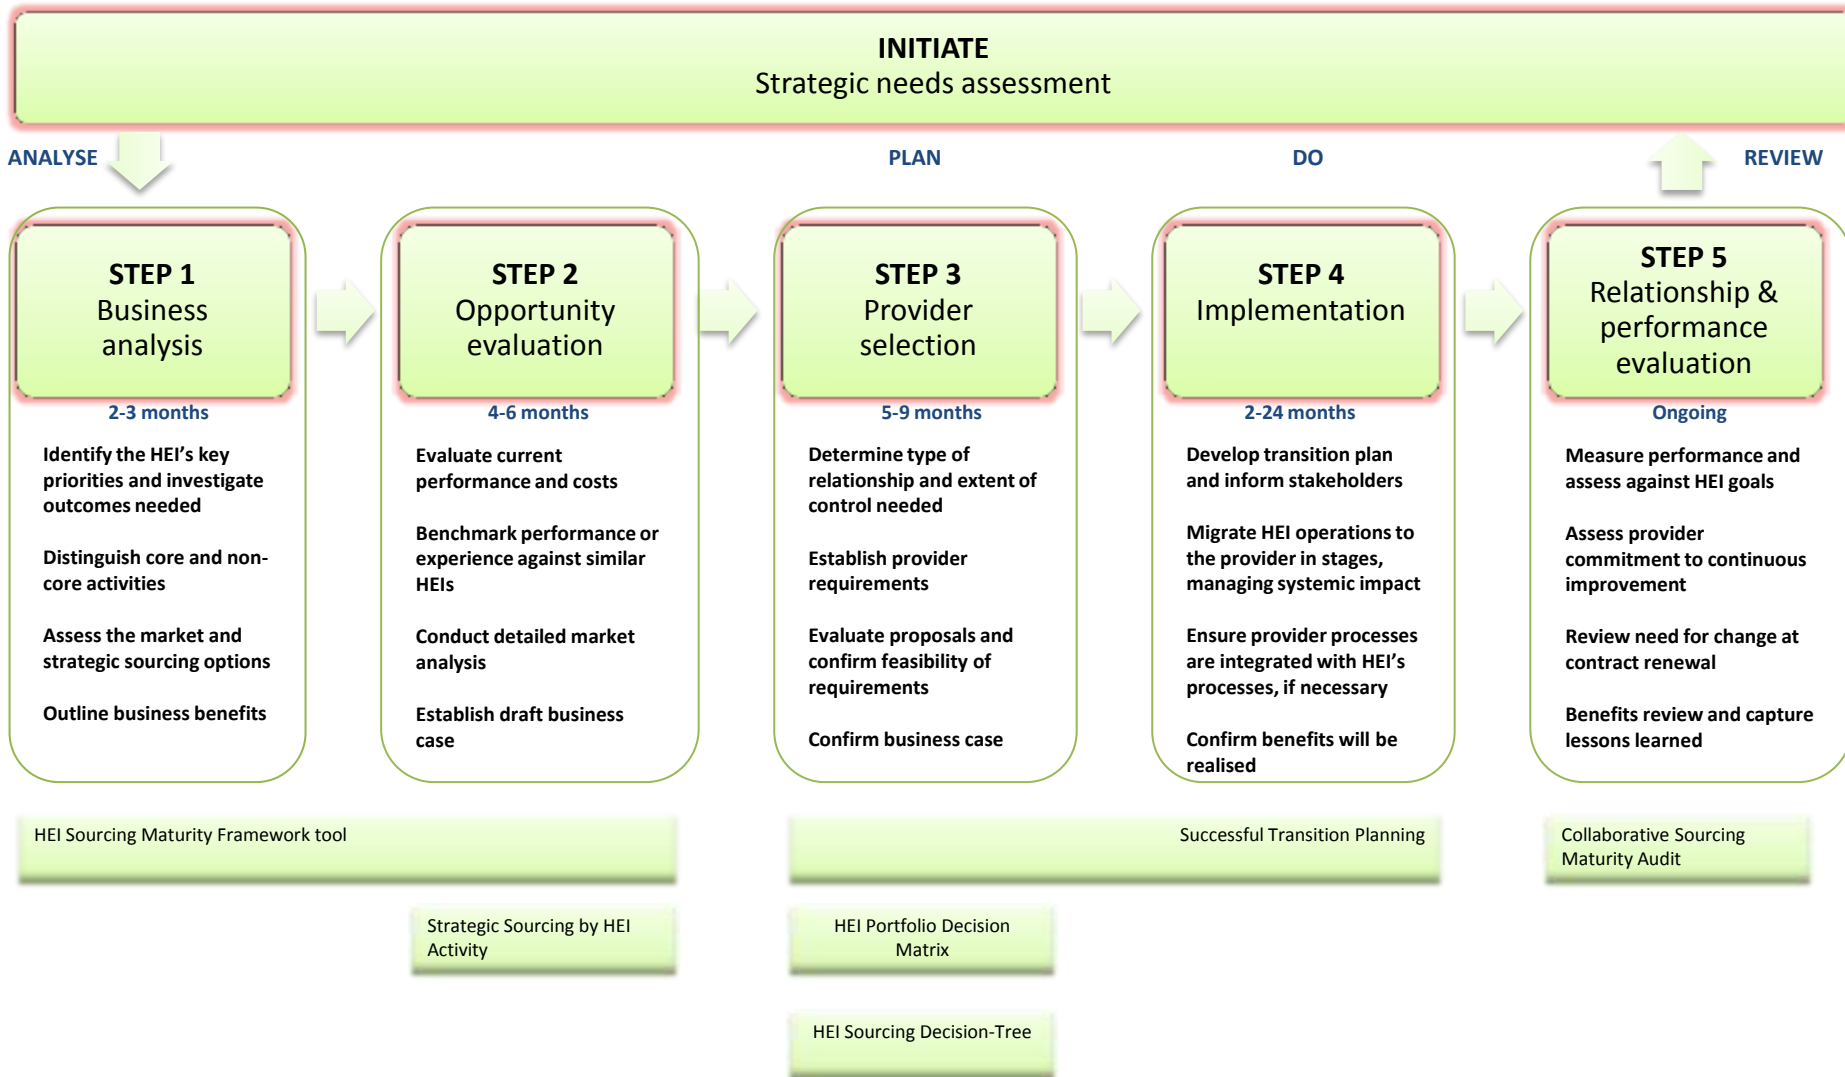 INITIATE
Strategic needs assessment
ANALYSE
PLAN
DO
REVIEW
STEP 1
Business
analysis
2-3 months
Identify the HEI’s key
priorities and investigate
outcomes needed
Distinguish core and non-
core activities
Assess the market and
strategic sourcing options
Outline business benefits
STEP 2
Opportunity
evaluation
4-6 months
Evaluate current
performance and costs
Benchmark performance or
experience against similar
HEIs
Conduct detailed market
analysis
Establish draft business
case
STEP 3
Provider
selection
5-9 months
Determine type of
relationship and extent of
control needed
Establish provider
requirements
Evaluate proposals and
confirm feasibility of
requirements
Confirm business case
STEP 4
Implementation
2-24 months
Develop transition plan
and inform stakeholders
Migrate HEI operations to
the provider in stages,
managing systemic impact
Ensure provider processes
are integrated with HEI’s
processes, if necessary
Confirm benefits will be
realised
STEP 5
Relationship &
performance
evaluation
Ongoing
Measure performance and
assess against HEI goals
Assess provider
commitment to continuous
improvement
Review need for change at
contract renewal
Benefits review and capture
lessons learned
HEI Sourcing Maturity Framework tool
Successful Transition Planning
Collaborative Sourcing
Maturity Audit
Strategic Sourcing by HEI
Activity
HEI Portfolio Decision
Matrix
HEI Sourcing Decision-Tree